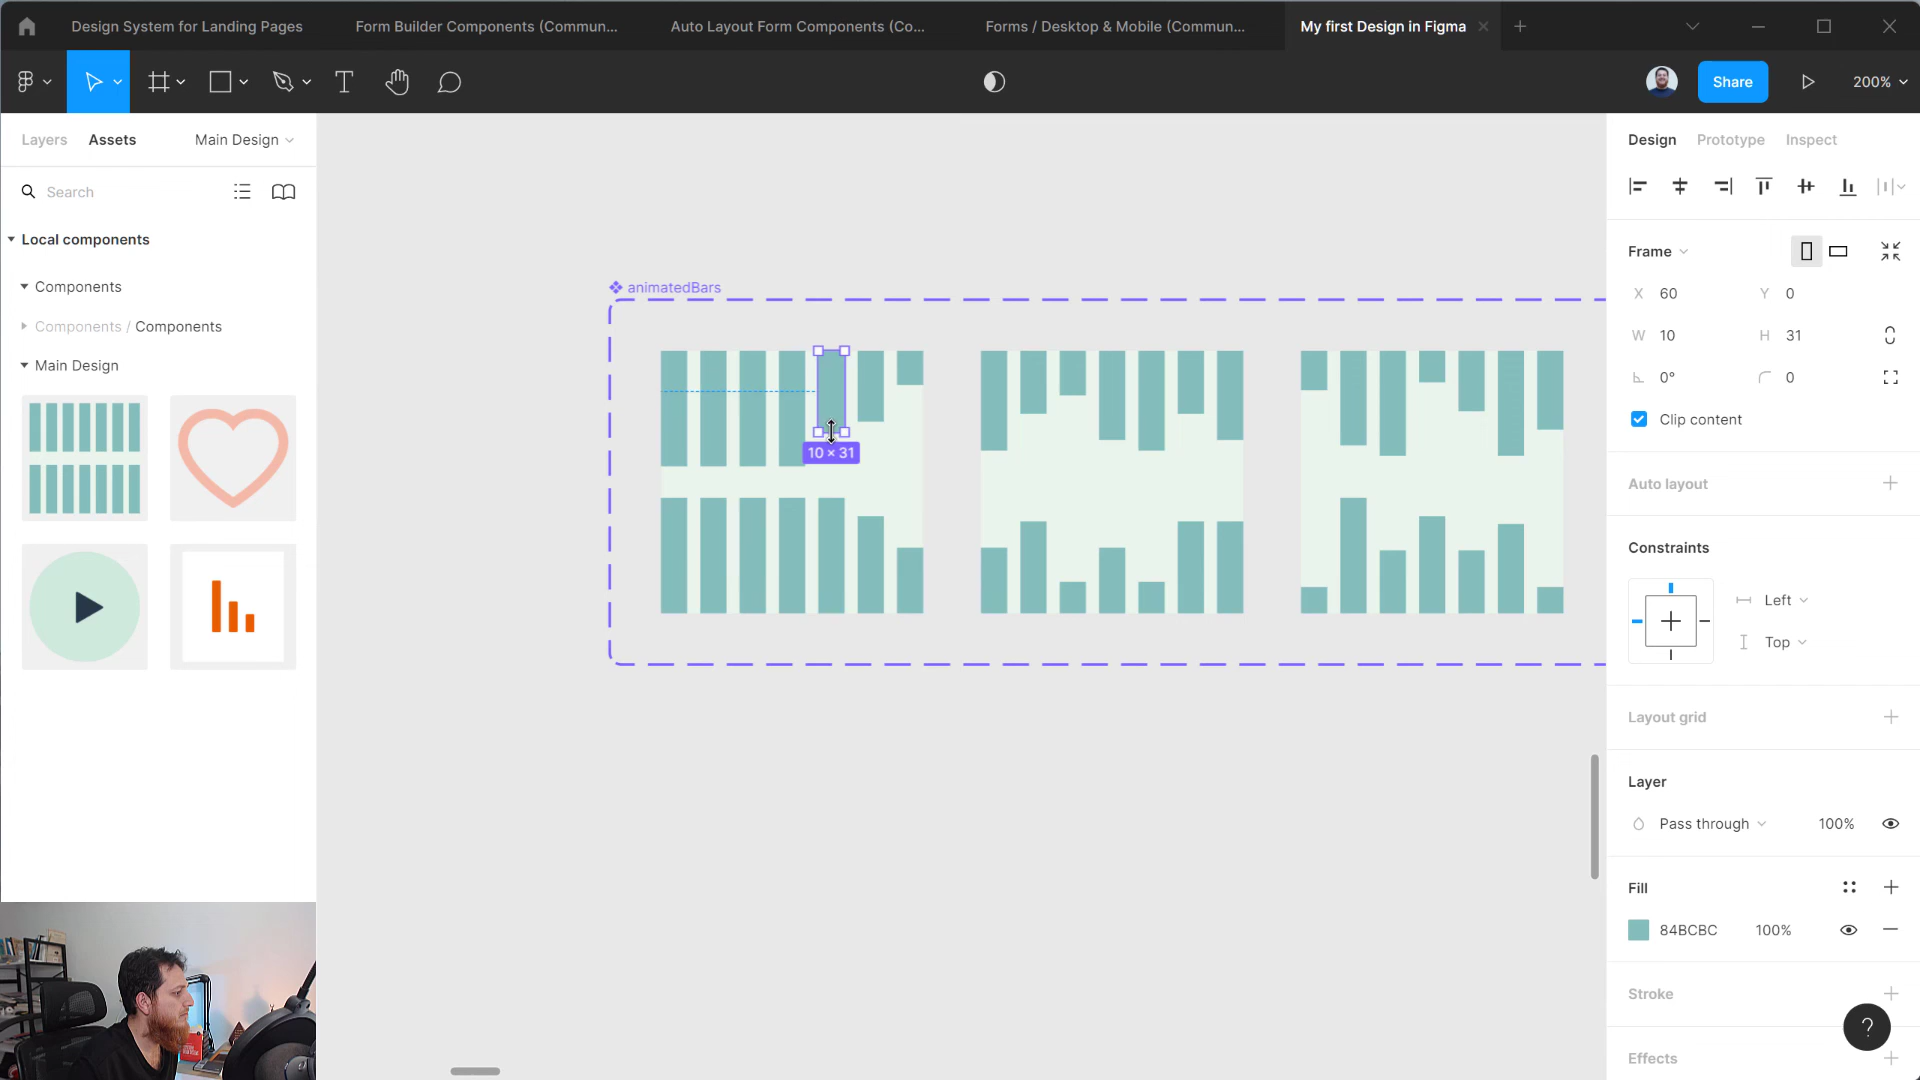 Design System for Landing Pages
Form Builder Components (Commun...
Auto Layout Form Components (Co...
Forms / Desktop & Mobile (Commun...
My first Design in Figma
Share
200%
Layers
Assets
Main Design
Search
Local components
Components
Components / Components
Main Design
animatedBars
10 × 31
Design
Prototype
Inspect
Frame
X 60
Y 0
W 10
H 31
0°
0
Clip content
Auto layout
Constraints
Left
Top
Layout grid
Layer
Pass through
100%
Fill
84BCBC
100%
Stroke
?
Effects